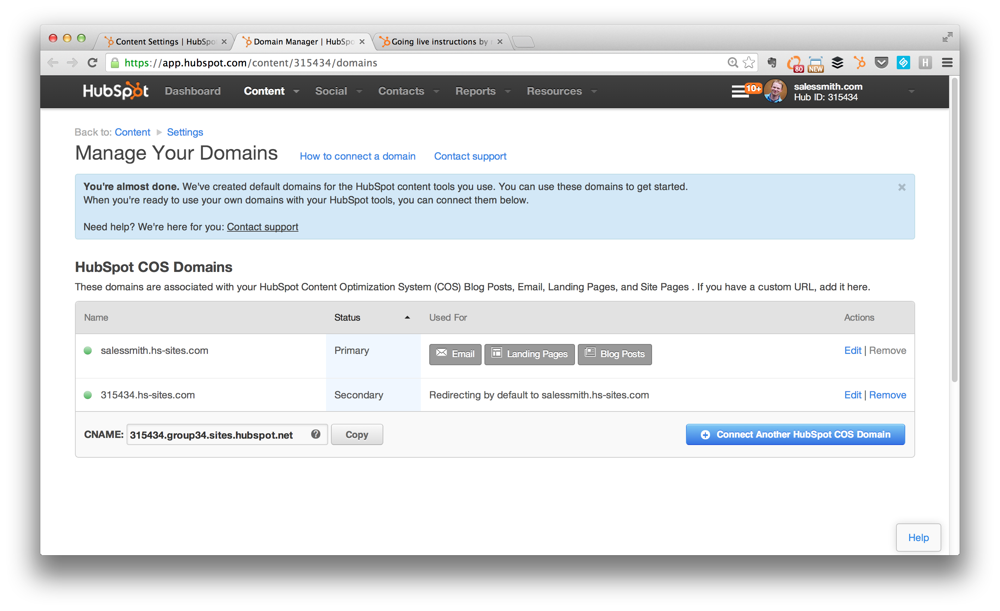 Content Settings | HubSpo
Domain Manager | HubSpo
Going live instructions by
https://app.hubspot.com/content/315434/domains
80
NEW
H
HubSpot
Dashboard
Content
Social
Contacts
Reports
Resources
10+
salessmith.com
Hub ID: 315434
Back to: Content Settings
Manage Your Domains
How to connect a domain
Contact support
You're almost done. We've created default domains for the HubSpot content tools you use. You can use these domains to get started.
When you're ready to use your own domains with your HubSpot tools, you can connect them below.
Need help? We're here for you: Contact support
HubSpot COS Domains
These domains are associated with your HubSpot Content Optimization System (COS) Blog Posts, Email, Landing Pages, and Site Pages . If you have a custom URL, add it here.
Name Status Used For Actions
salessmith.hs-sites.com Primary Email Landing Pages Blog Posts Edit | Remove
315434.hs-sites.com Secondary Redirecting by default to salessmith.hs-sites.com Edit | Remove
CNAME: 315434.group34.sites.hubspot.net ? Copy Connect Another HubSpot COS Domain
Help